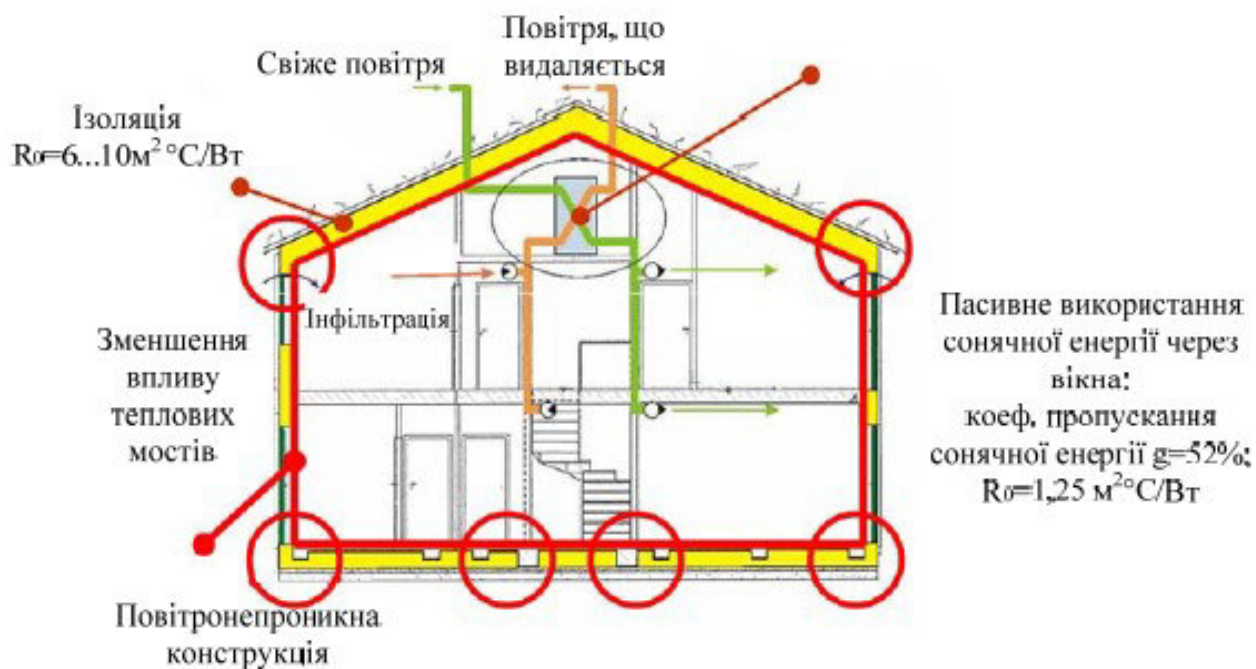 Свіже повітря
Повітря, що
видаляється
Ізоляція
R₀=6...10м²°С/Вт
Інфільтрація
Зменшення
впливу
теплових
мостів
Пасивне використання
сонячної енергії через
вікна:
коеф. пропускання
сонячної енергії g=52%;
R₀=1,25 м²°С/Вт
Повітронепроникна
конструкція